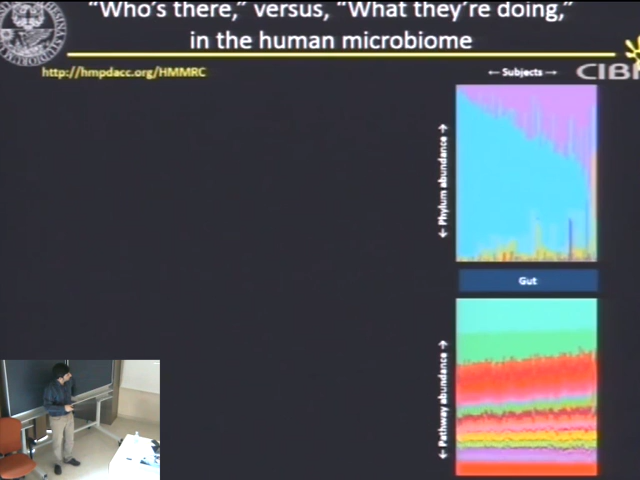 "Who's there," versus, "What they're doing,"
in the human microbiome
http://hmpdacc.org/HMMRC
← Subjects →
← Phylum abundance →
Gut
← Pathway abundance →